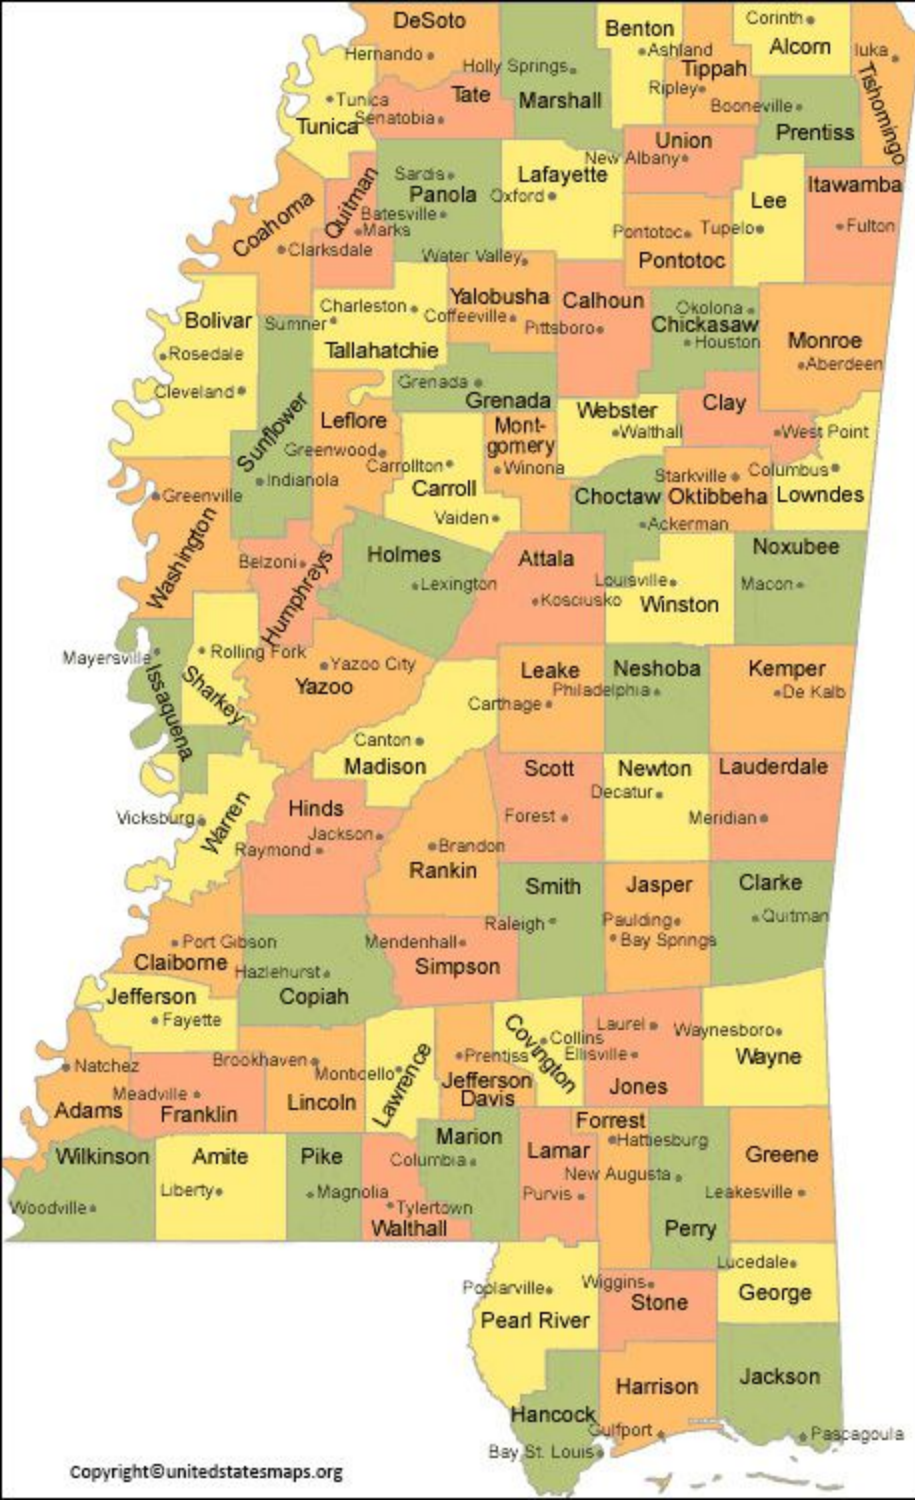 DeSoto
Hernando
Holly Springs
Marshall
Benton
Ashland
Corinth
Alcorn
Iuka
Tippah
Ripley
Booneville
Prentiss
Tishomingo
Tunica
Tunica
Tate
Senatobia
Union
New Albany
Sardis
Panola
Batesville
Lafayette
Oxford
Lee
Itawamba
Tupelo
Fulton
Quitman
Marks
Coahoma
Clarksdale
Pontotoc
Pontotoc
Water Valley
Yalobusha
Coffeeville
Calhoun
Pittsboro
Okolona
Chickasaw
Houston
Monroe
Aberdeen
Charleston
Sumner
Tallahatchie
Bolivar
Rosedale
Cleveland
Grenada
Grenada
Sunflower
Indianola
Leflore
Greenwood
Mont-
gomery
Winona
Webster
Walthall
Clay
West Point
Carrollton
Carroll
Vaiden
Choctaw
Ackerman
Starkville
Oktibbeha
Columbus
Lowndes
Greenville
Washington
Belzoni
Humphreys
Holmes
Lexington
Attala
Kosciusko
Louisville
Winston
Noxubee
Macon
Mayersville
Issaquena
Rolling Fork
Sharkey
Yazoo City
Yazoo
Leake
Carthage
Neshoba
Philadelphia
Kemper
De Kalb
Canton
Madison
Scott
Forest
Newton
Decatur
Lauderdale
Meridian
Vicksburg
Warren
Hinds
Jackson
Raymond
Brandon
Rankin
Smith
Raleigh
Jasper
Paulding
Bay Springs
Clarke
Quitman
Port Gibson
Claiborne
Hazlehurst
Copiah
Mendenhall
Simpson
Jefferson
Fayette
Natchez
Adams
Meadville
Franklin
Brookhaven
Lincoln
Monticello
Lawrence
Prentiss
Jefferson
Davis
Covington
Collins
Laurel
Ellisville
Jones
Waynesboro
Wayne
Wilkinson
Woodville
Amite
Liberty
Pike
Magnolia
Marion
Columbia
Tylertown
Walthall
Lamar
Purvis
Forrest
Hattiesburg
New Augusta
Perry
Greene
Leakesville
Poplarville
Pearl River
Wiggins
Stone
Lucedale
George
Hancock
Bay St. Louis
Harrison
Gulfport
Jackson
Pascagoula
Copyright©unitedstatesmaps.org